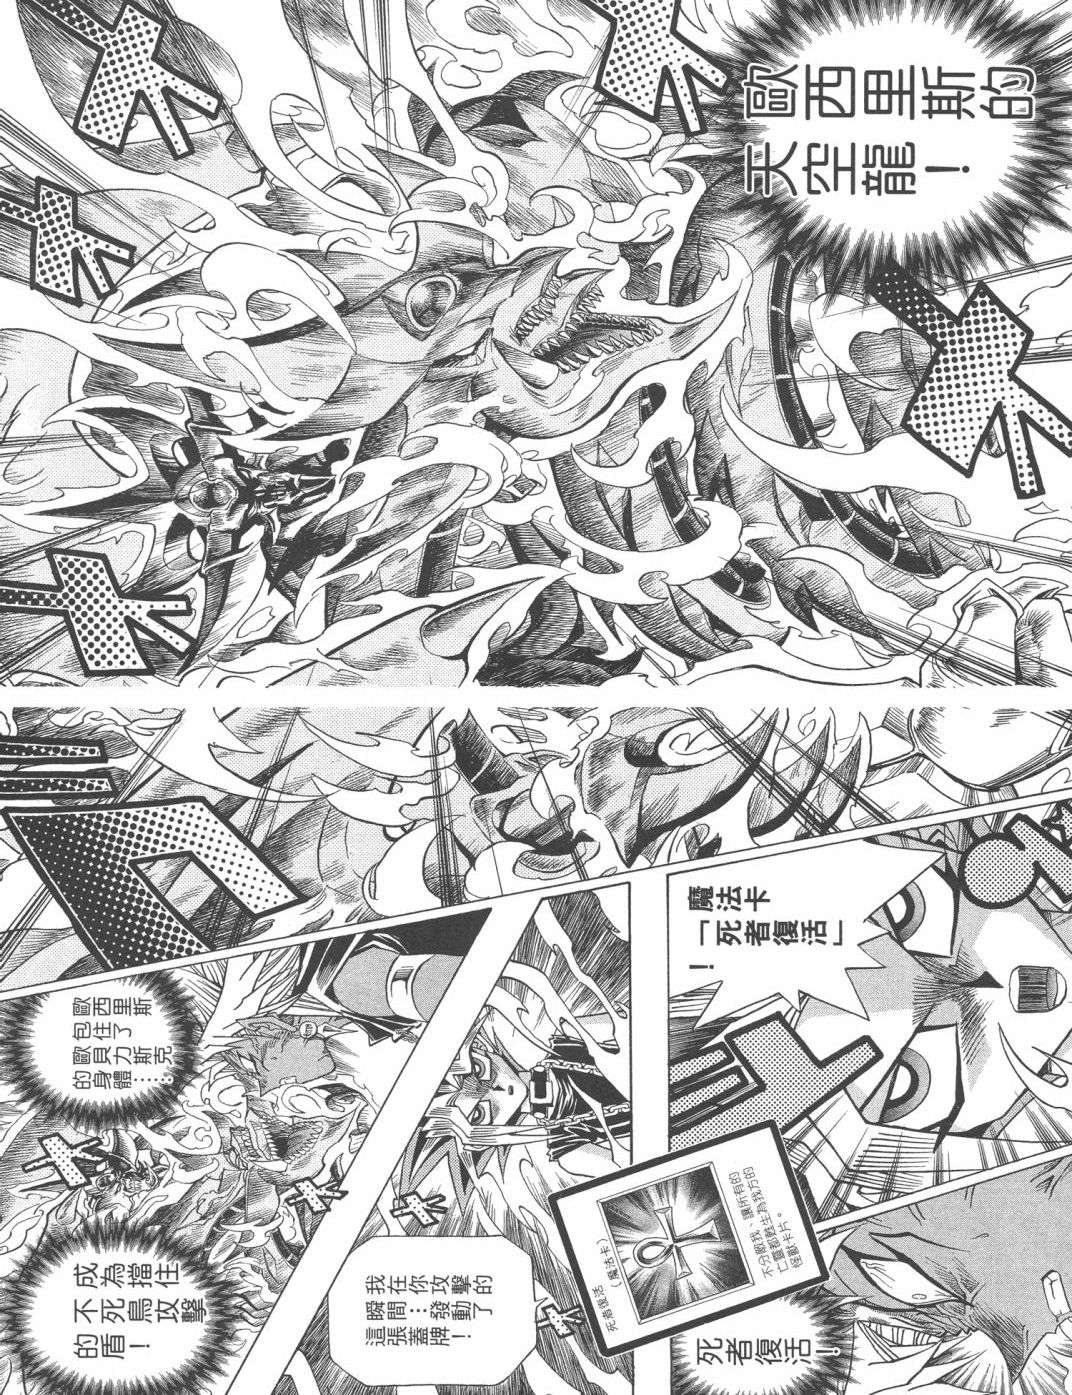 歐西里斯的
天空龍！
魔法卡
「死者復活」
！
死者復活！
死者復活
（魔法卡）
不分敵我、讓所有的
亡靈都甦生為我方的
怪獸卡片。
我在你攻擊的
瞬間…發動了
這張蓋牌！
歐西里斯
包住了
歐貝力斯克
的身體……
成為擋住
不死鳥攻擊
的盾！